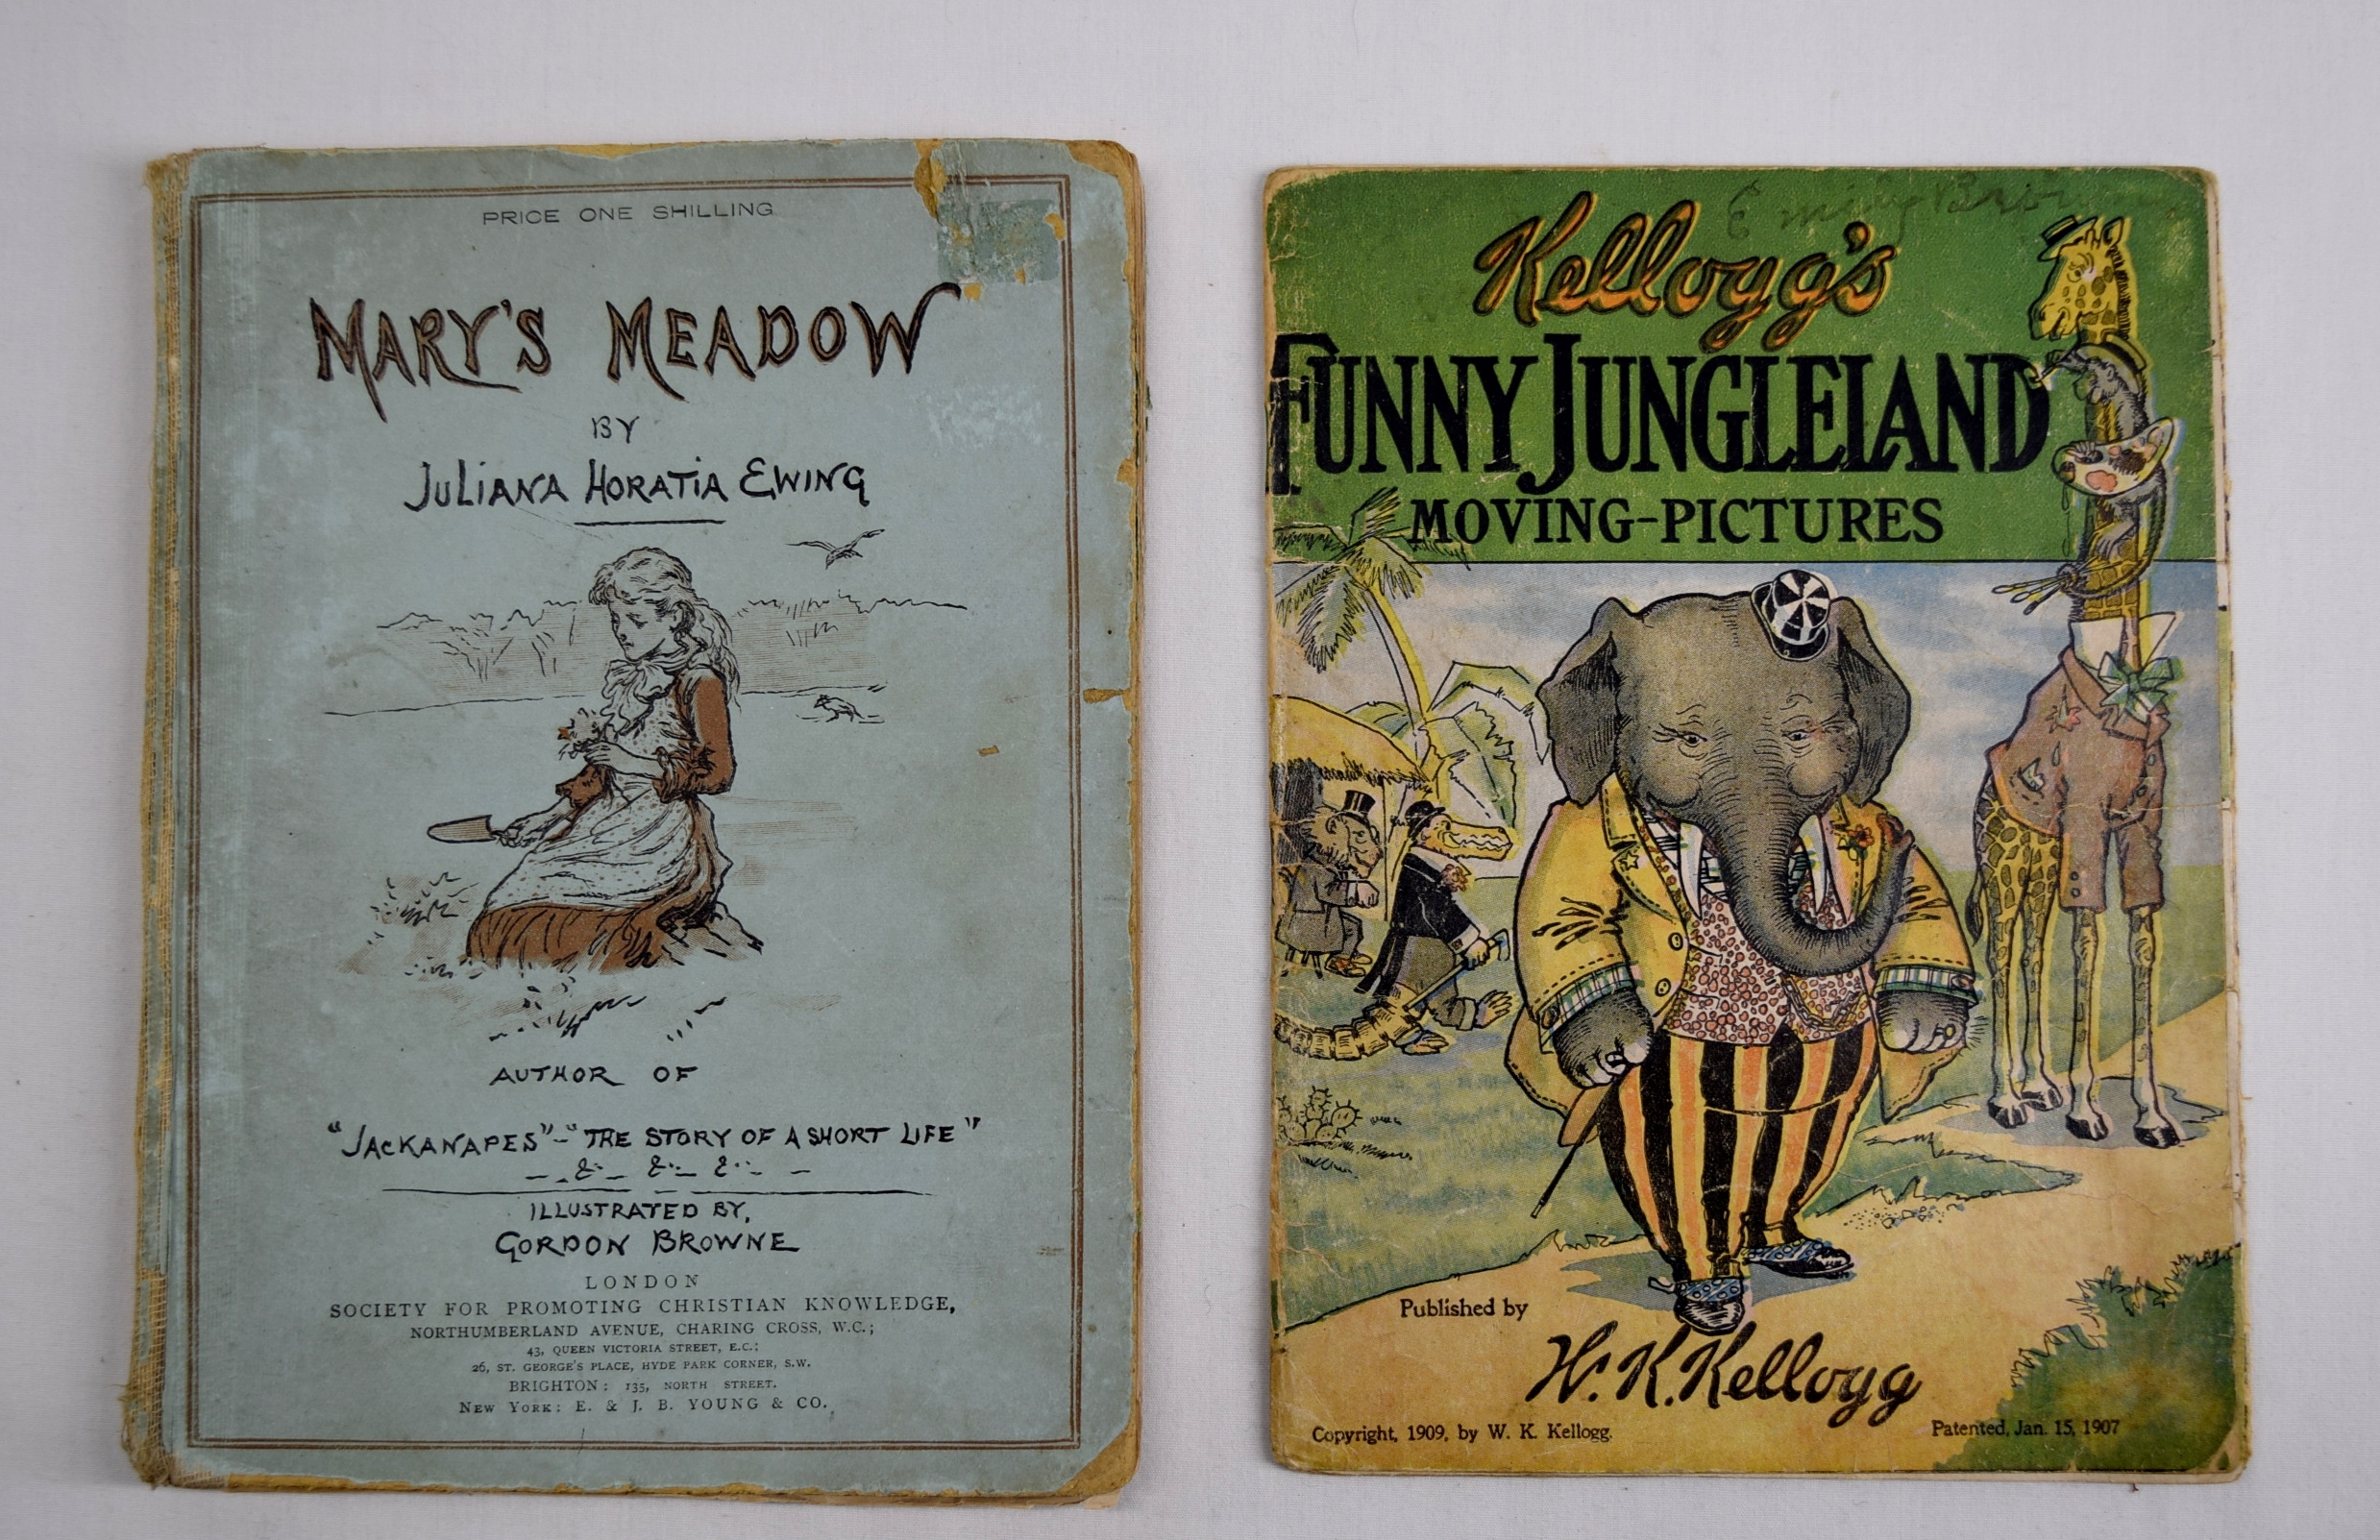 PRICE ONE SHILLING
MARY'S MEADOW
BY
JULIANA HORATIA EWING
AUTHOR OF
"JACKANAPES"-"THE STORY OF A SHORT LIFE"
&c &c &c
ILLUSTRATED BY,
GORDON BROWNE
LONDON
SOCIETY FOR PROMOTING CHRISTIAN KNOWLEDGE,
NORTHUMBERLAND AVENUE, CHARING CROSS, W.C.;
43, QUEEN VICTORIA STREET, E.C.;
26, ST. GEORGE'S PLACE, HYDE PARK CORNER, S.W.
BRIGHTON: 135, NORTH STREET.
NEW YORK: E. & J. B. YOUNG & CO.
Emily
Kellogg's
FUNNY JUNGLELAND
MOVING-PICTURES
Published by
W. K. Kellogg
Copyright, 1909, by W. K. Kellogg.
Patented, Jan. 15, 1907